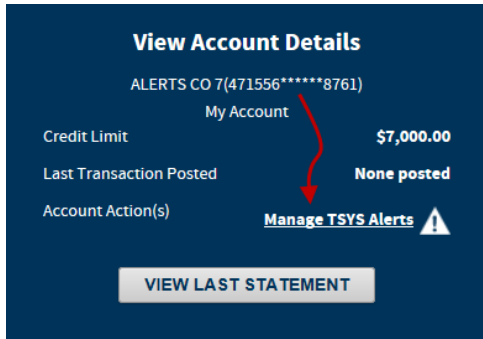 View Account Details
ALERTS CO 7(471556******8761)
My Account
Credit Limit $7,000.00
Last Transaction Posted None posted
Account Action(s) Manage TSYS Alerts
VIEW LAST STATEMENT